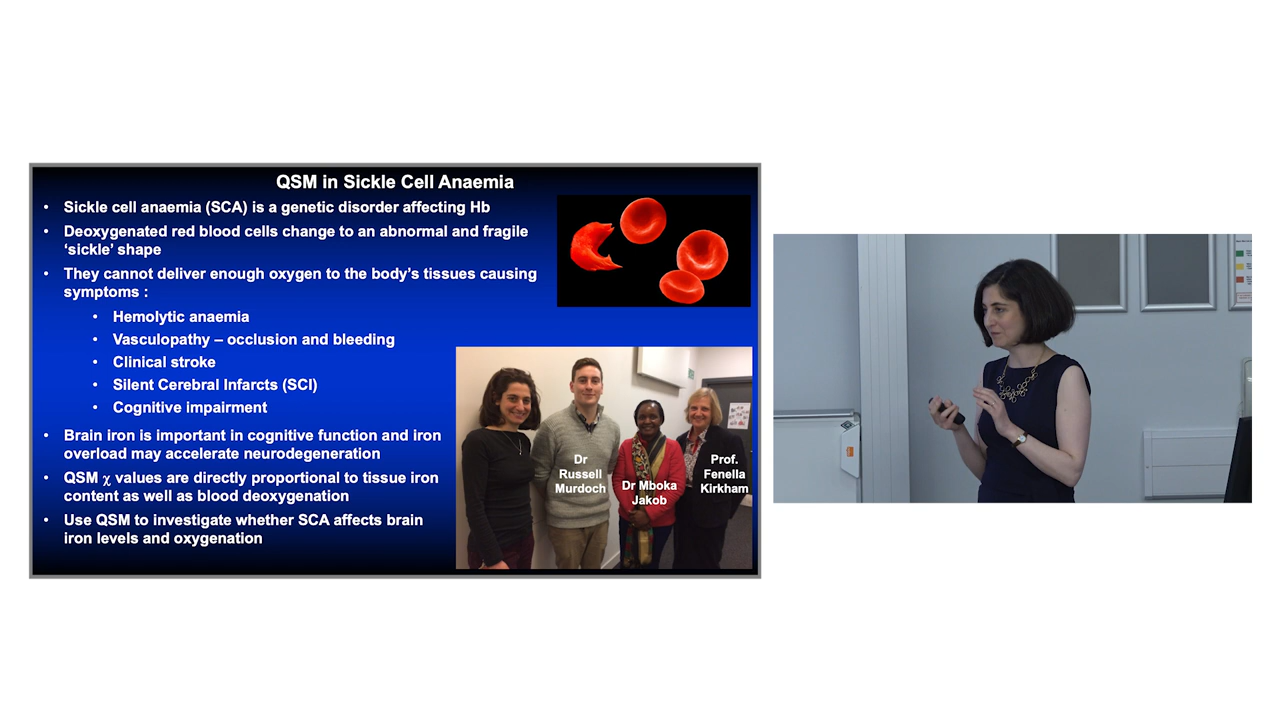 QSM in Sickle Cell Anaemia
• Sickle cell anaemia (SCA) is a genetic disorder affecting Hb
• Deoxygenated red blood cells change to an abnormal and fragile
‘sickle’ shape
• They cannot deliver enough oxygen to the body’s tissues causing
symptoms :
• Hemolytic anaemia
• Vasculopathy – occlusion and bleeding
• Clinical stroke
• Silent Cerebral Infarcts (SCI)
• Cognitive impairment
• Brain iron is important in cognitive function and iron
overload may accelerate neurodegeneration
• QSM χ values are directly proportional to tissue iron
content as well as blood deoxygenation
• Use QSM to investigate whether SCA affects brain
iron levels and oxygenation
Dr
Russell
Murdoch
Dr Mboka
Jakob
Prof.
Fenella
Kirkham